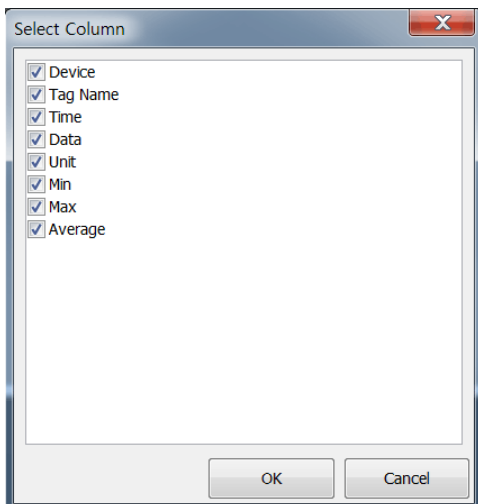 Select Column
Device
Tag Name
Time
Data
Unit
Min
Max
Average
OK
Cancel